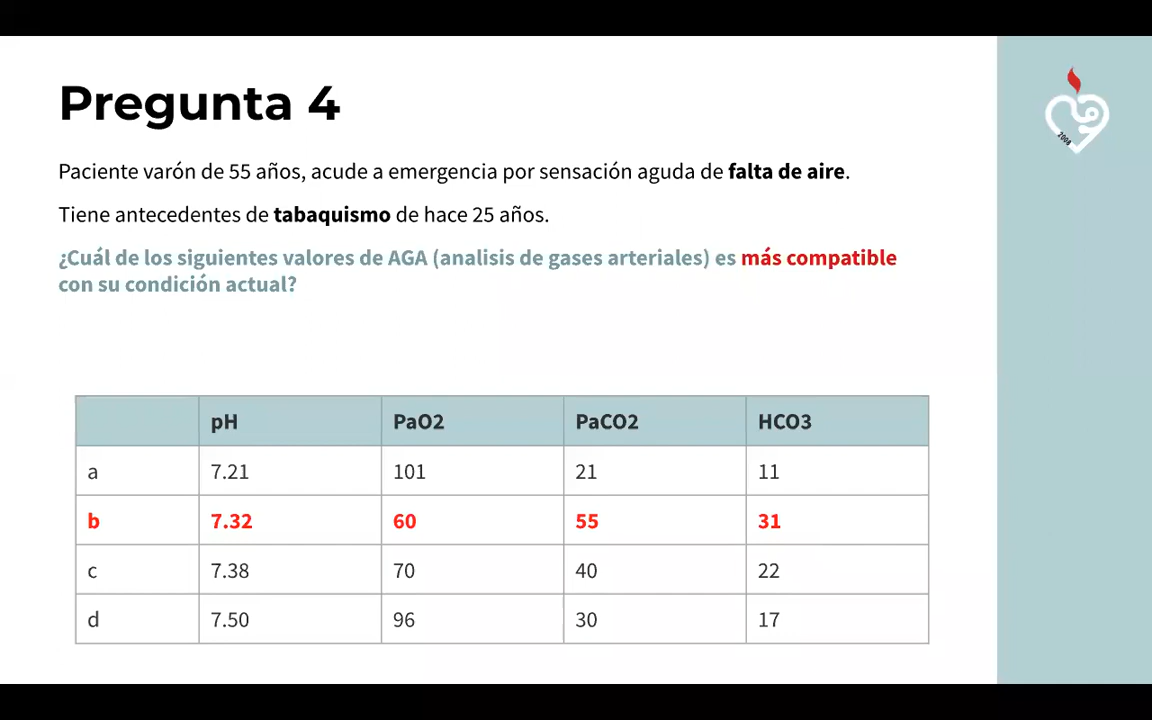 Pregunta 4
Paciente varón de 55 años, acude a emergencia por sensación aguda de falta de aire.
Tiene antecedentes de tabaquismo de hace 25 años.
¿Cuál de los siguientes valores de AGA (analisis de gases arteriales) es más compatible
con su condición actual?
pH PaO2 PaCO2 HCO3
a 7.21 101 21 11
b 7.32 60 55 31
c 7.38 70 40 22
d 7.50 96 30 17
2008